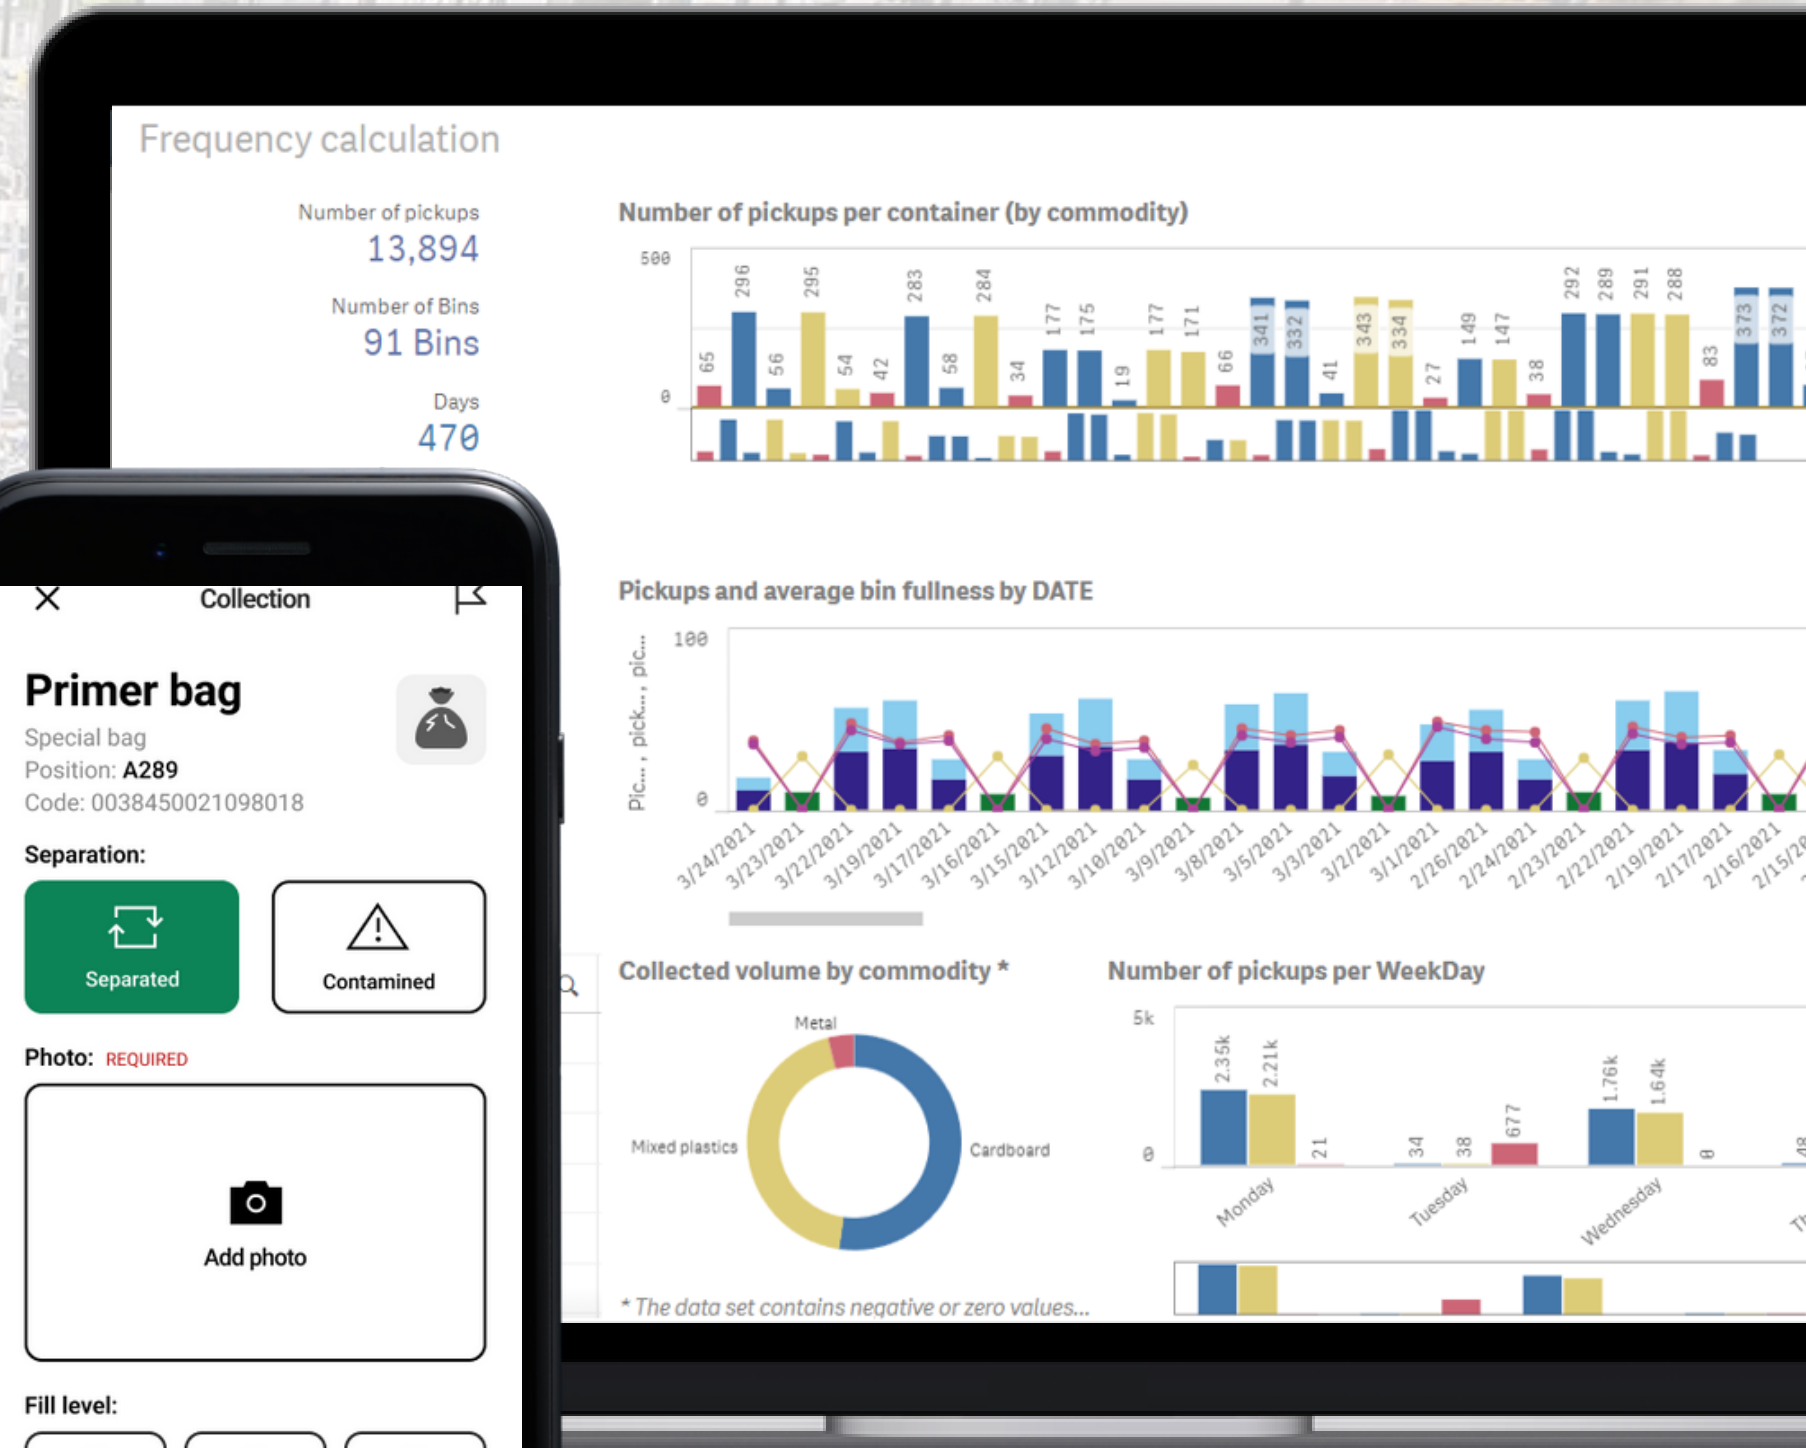 Frequency calculation
Number of pickups
13,894
Number of Bins
91 Bins
Days
470
Number of pickups per container (by commodity)
500
0
65
296
56
295
54
42
283
58
284
34
177
175
19
177
171
66
341
332
41
343
334
27
149
147
38
292
289
291
288
83
373
372
Pickups and average bin fullness by DATE
Pic..., pick..., pic...
100
0
3/24/2021
3/23/2021
3/22/2021
3/19/2021
3/17/2021
3/16/2021
3/15/2021
3/12/2021
3/10/2021
3/9/2021
3/8/2021
3/5/2021
3/3/2021
3/2/2021
3/1/2021
2/26/2021
2/24/2021
2/23/2021
2/22/2021
2/19/2021
2/17/2021
2/16/2021
2/15/20
Collected volume by commodity *
Metal
Mixed plastics
Cardboard
* The data set contains negative or zero values...
Number of pickups per WeekDay
5k
0
2.35k
2.21k
21
34
38
677
1.76k
1.64k
0
48
Monday
Tuesday
Wednesday
Th
Collection
Primer bag
Special bag
Position: A289
Code: 0038450021098018
Separation:
Separated
Contamined
Photo: REQUIRED
Add photo
Fill level: